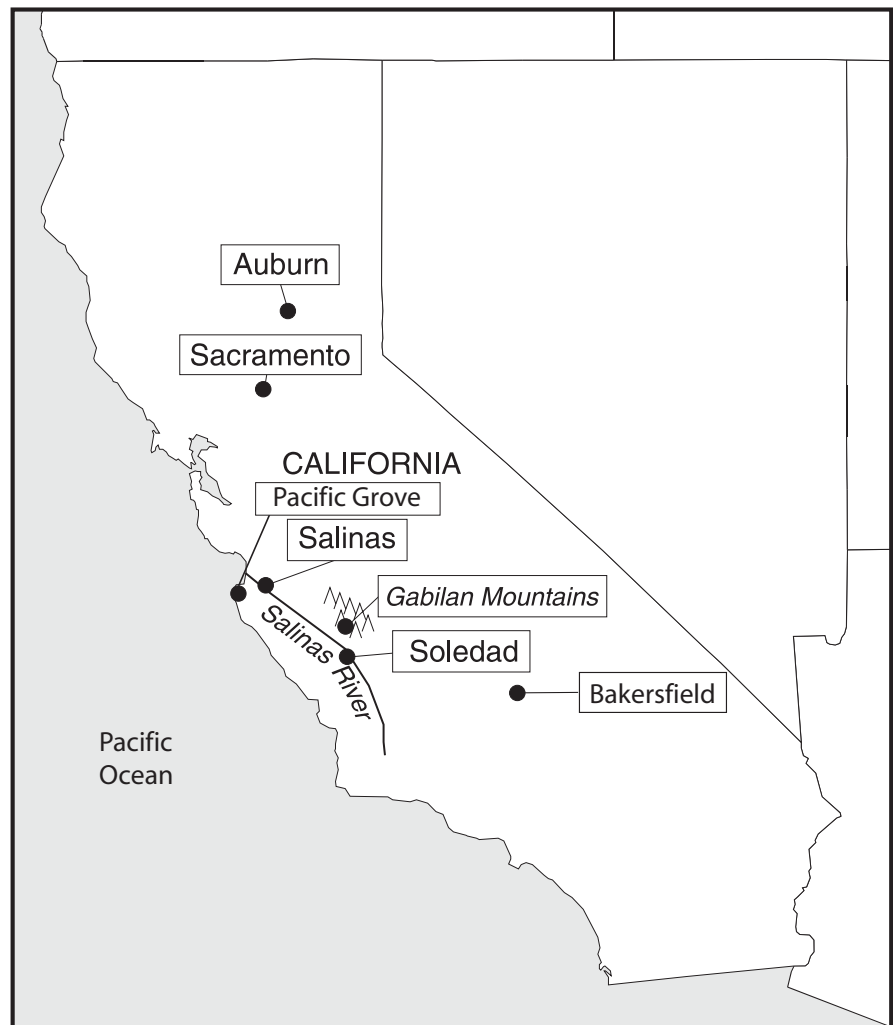 Auburn
Sacramento
CALIFORNIA
Pacific Grove
Salinas
Gabilan Mountains
Salinas River
Soledad
Bakersfield
Pacific
Ocean